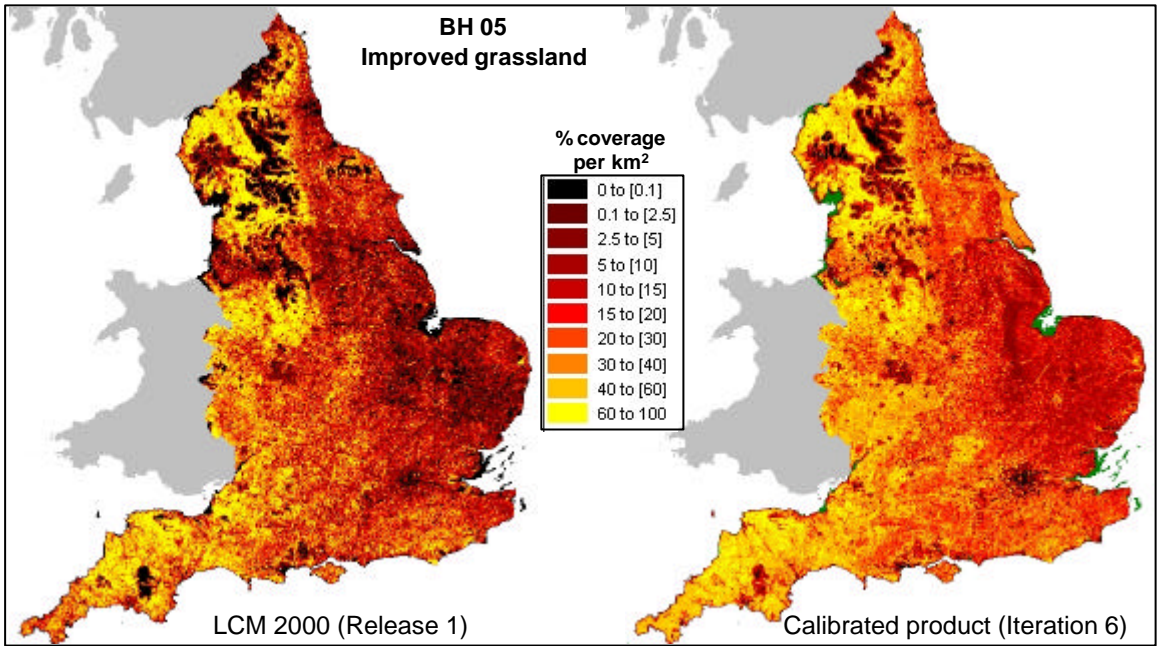 BH 05
Improved grassland
% coverage
per km²
0 to [0.1]
0.1 to [2.5]
2.5 to [5]
5 to [10]
10 to [15]
15 to [20]
20 to [30]
30 to [40]
40 to [60]
60 to 100
LCM 2000 (Release 1)
Calibrated product (Iteration 6)